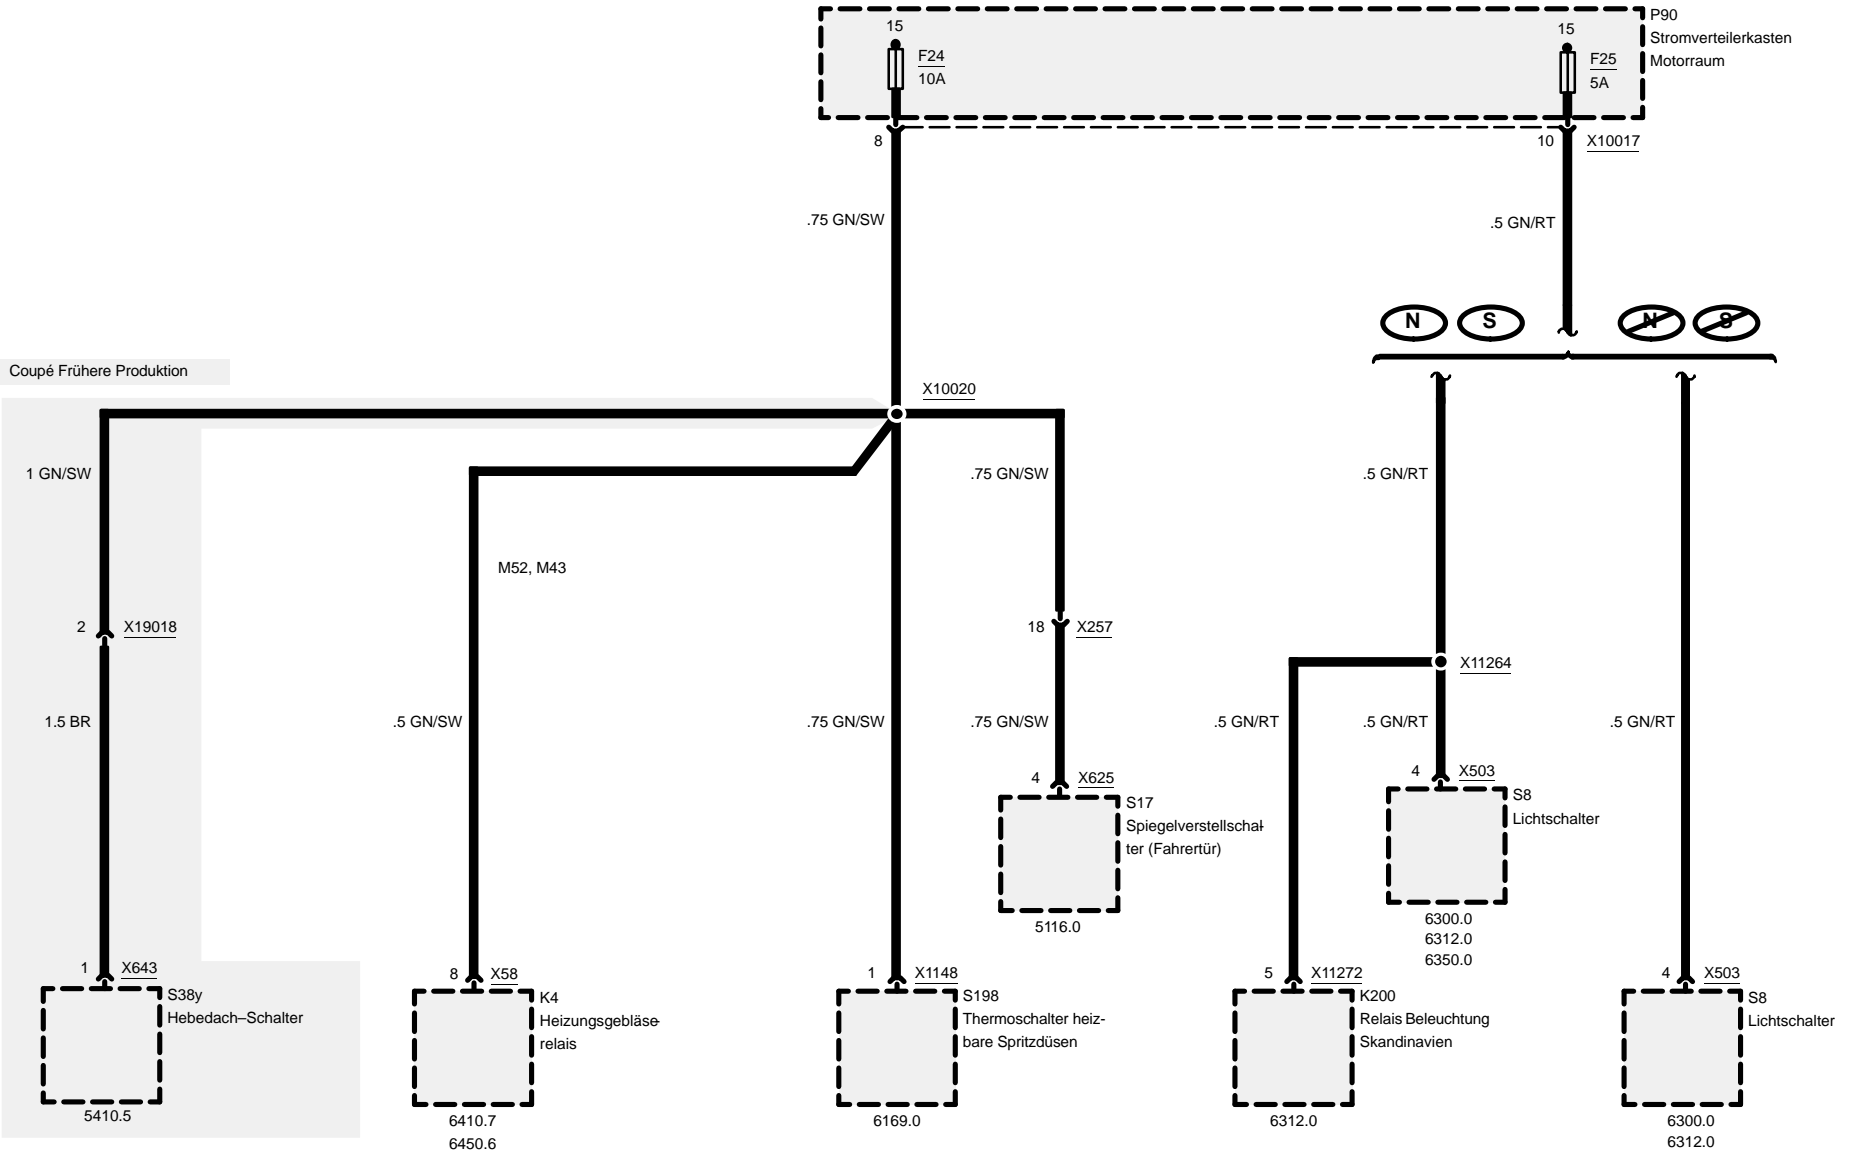 P90
Stromverteilerkasten
Motorraum
15
F24
10A
15
F25
5A
8
10
X10017
.75 GN/SW
.5 GN/RT
N
S
N
S
Coupé Frühere Produktion
X10020
1 GN/SW
.75 GN/SW
.5 GN/RT
M52, M43
2
X19018
18
X257
X11264
1.5 BR
.5 GN/SW
.75 GN/SW
.75 GN/SW
.5 GN/RT
.5 GN/RT
.5 GN/RT
4
X625
S17
Spiegelverstellschal-
ter (Fahrertür)
5116.0
4
X503
S8
Lichtschalter
6300.0
6312.0
6350.0
1
X643
S38y
Hebedach–Schalter
5410.5
8
X58
K4
Heizungsgebläse-
relais
6410.7
6450.6
1
X1148
S198
Thermoschalter heiz-
bare Spritzdüsen
6169.0
5
X11272
K200
Relais Beleuchtung
Skandinavien
6312.0
4
X503
S8
Lichtschalter
6300.0
6312.0